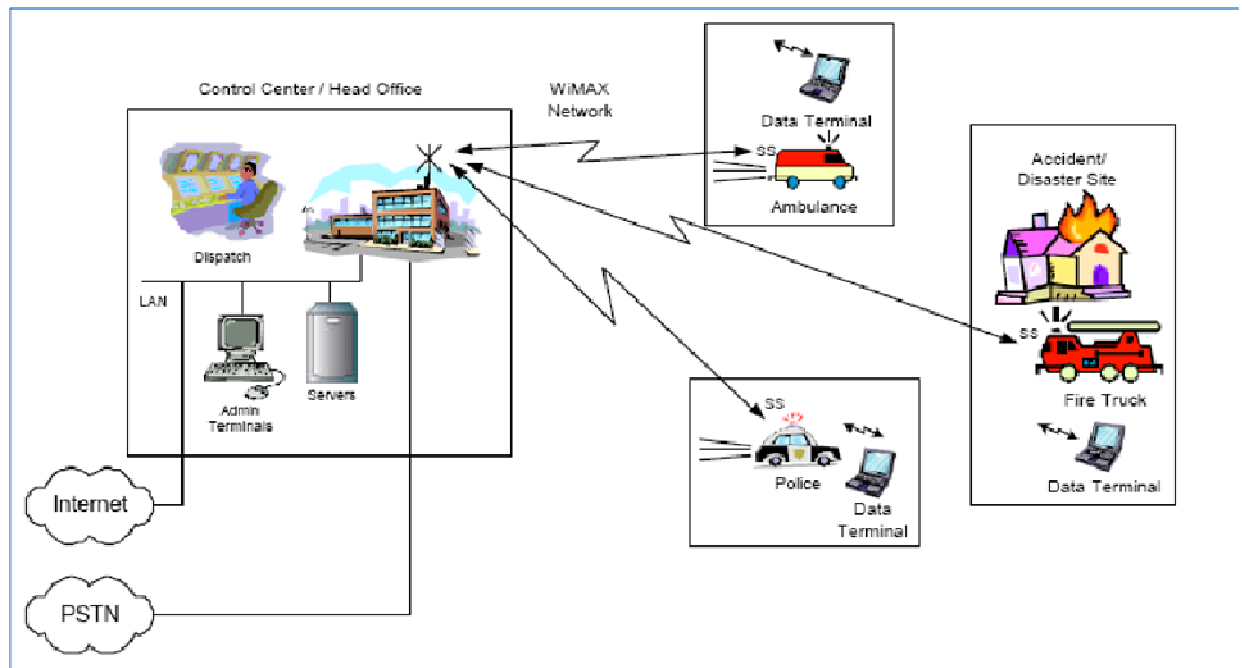 Control Center / Head Office
Dispatch
LAN
Admin
Terminals
Servers
Internet
PSTN
WiMAX
Network
Data Terminal
SS
Ambulance
Accident/
Disaster Site
SS
Fire Truck
Data Terminal
SS
Police
Data
Terminal